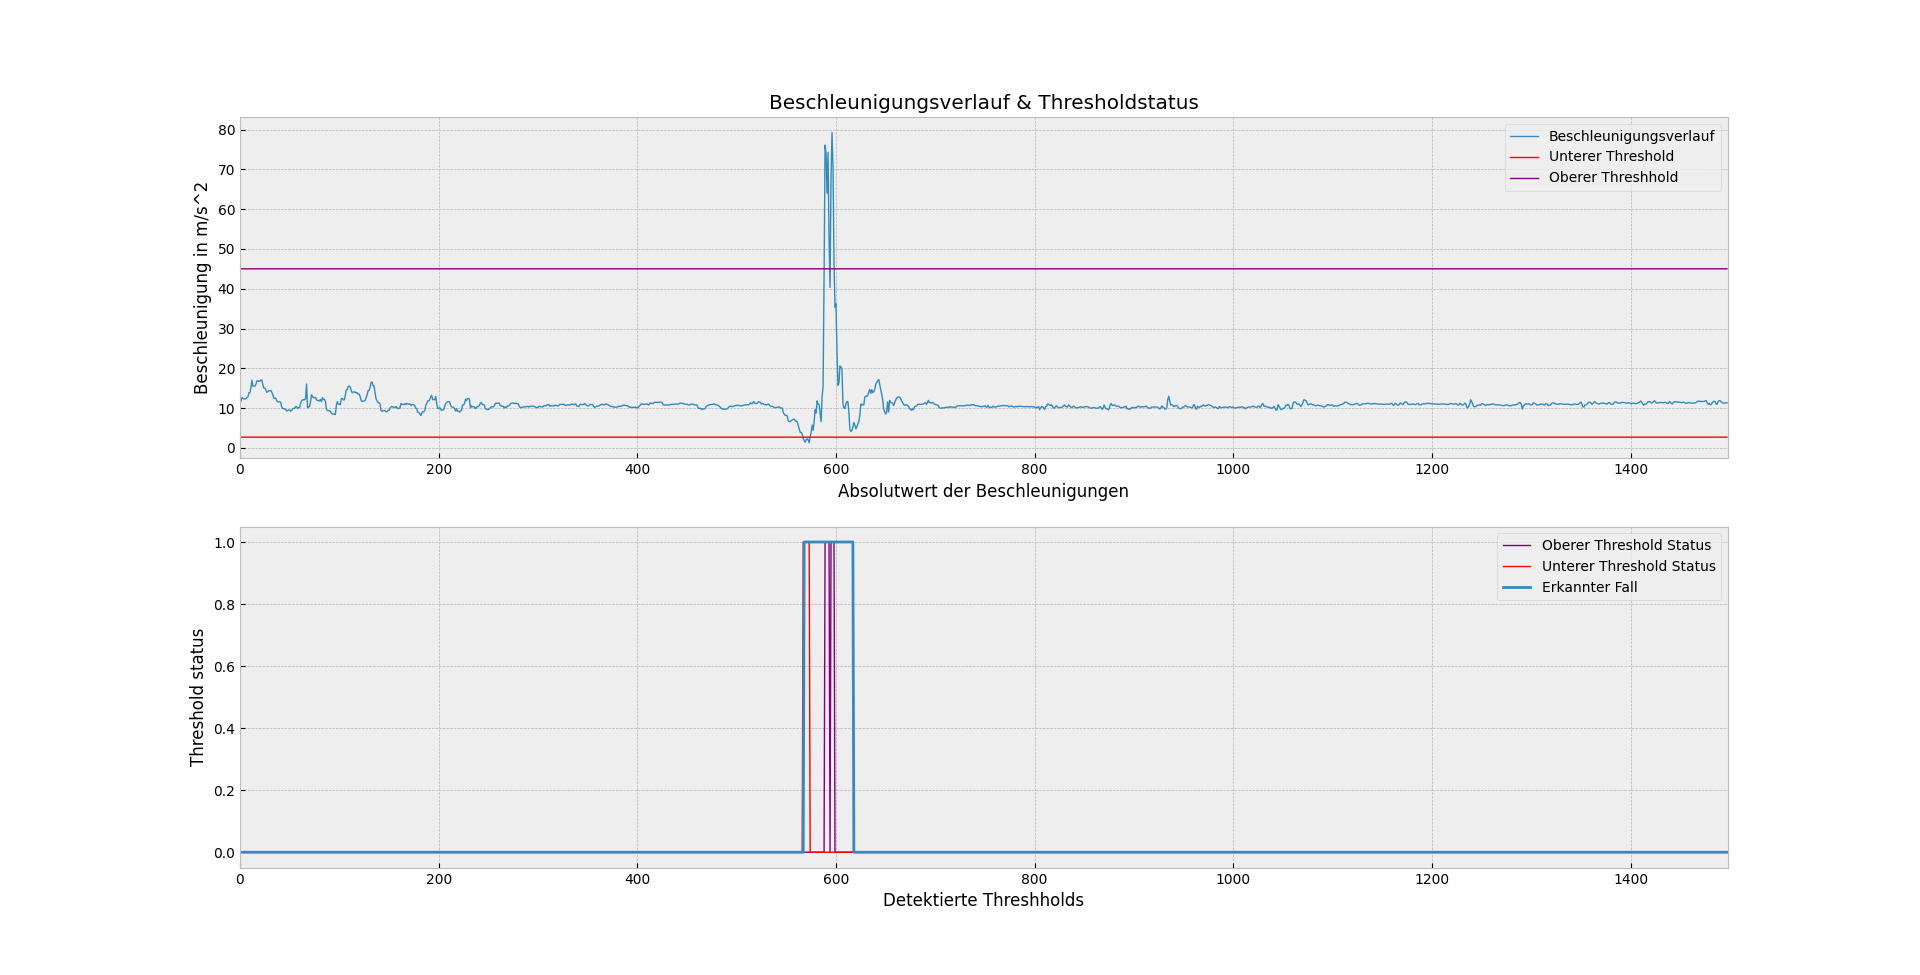 Beschleunigungsverlauf & Thresholdstatus
Beschleunigung in m/s^2
80
70
60
50
40
30
20
10
0
Beschleunigungsverlauf
Unterer Threshold
Oberer Threshhold
0 200 400 600 800 1000 1200 1400
Absolutwert der Beschleunigungen
Threshold status
1.0
0.8
0.6
0.4
0.2
0.0
Oberer Threshold Status
Unterer Threshold Status
Erkannter Fall
0 200 400 600 800 1000 1200 1400
Detektierte Threshholds